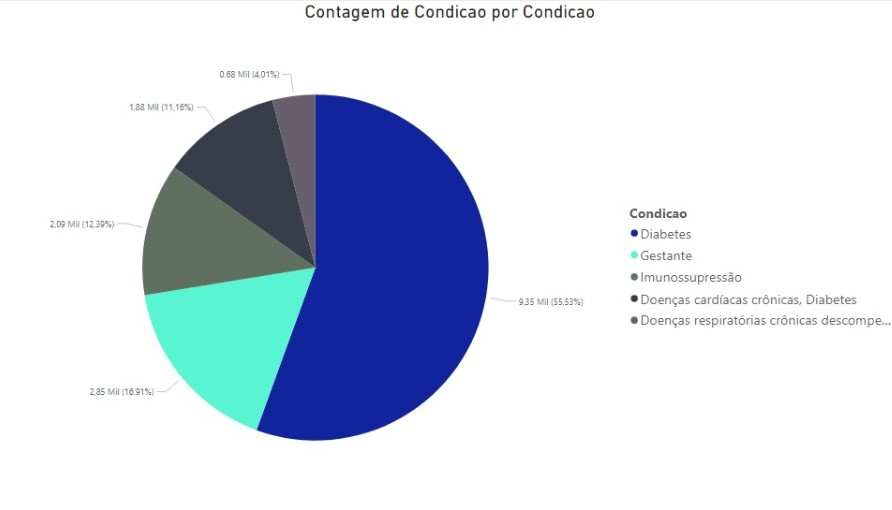 Contagem de Condicao por Condicao
0,68 Mil (4,01%)
1,88 Mil (11,16%)
2,09 Mil (12,39%)
2,85 Mil (16,91%)
9,35 Mil (55,53%)
Condicao
Diabetes
Gestante
Imunossupressão
Doenças cardíacas crônicas, Diabetes
Doenças respiratórias crônicas descompe...